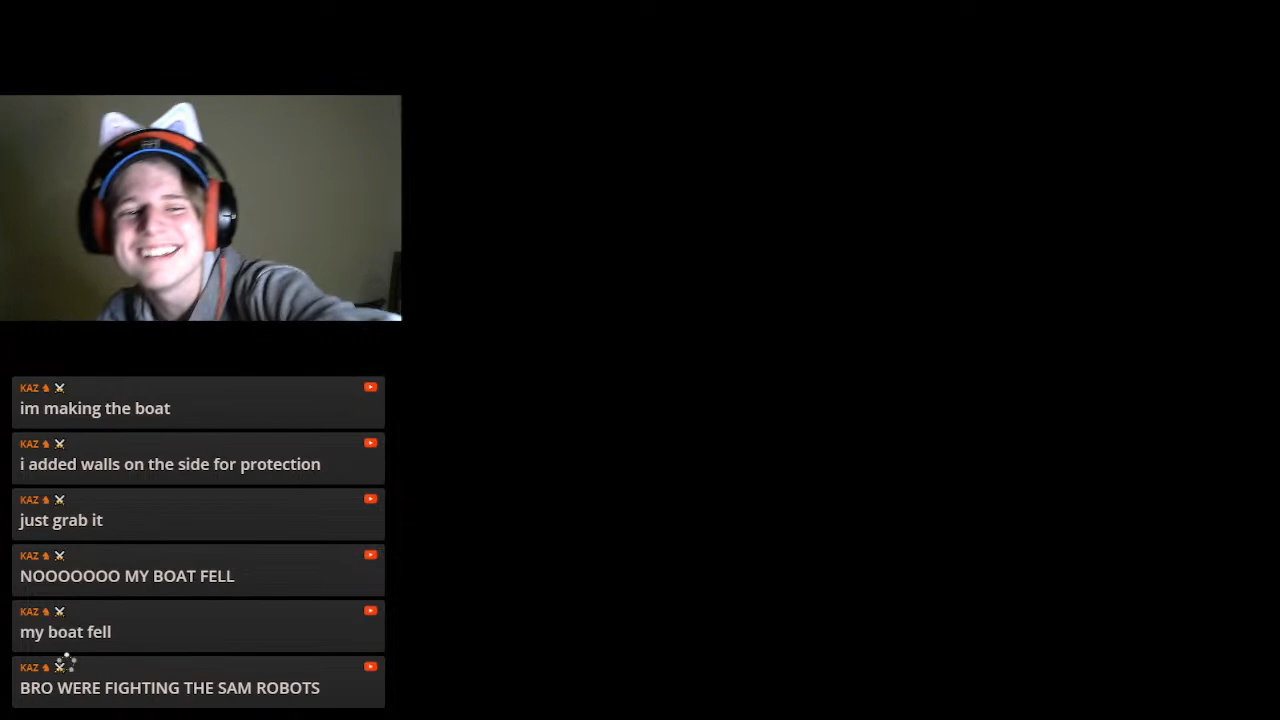 KAZ
im making the boat
KAZ
i added walls on the side for protection
KAZ
just grab it
KAZ
NOOOOOOO MY BOAT FELL
KAZ
my boat fell
KAZ
BRO WERE FIGHTING THE SAM ROBOTS